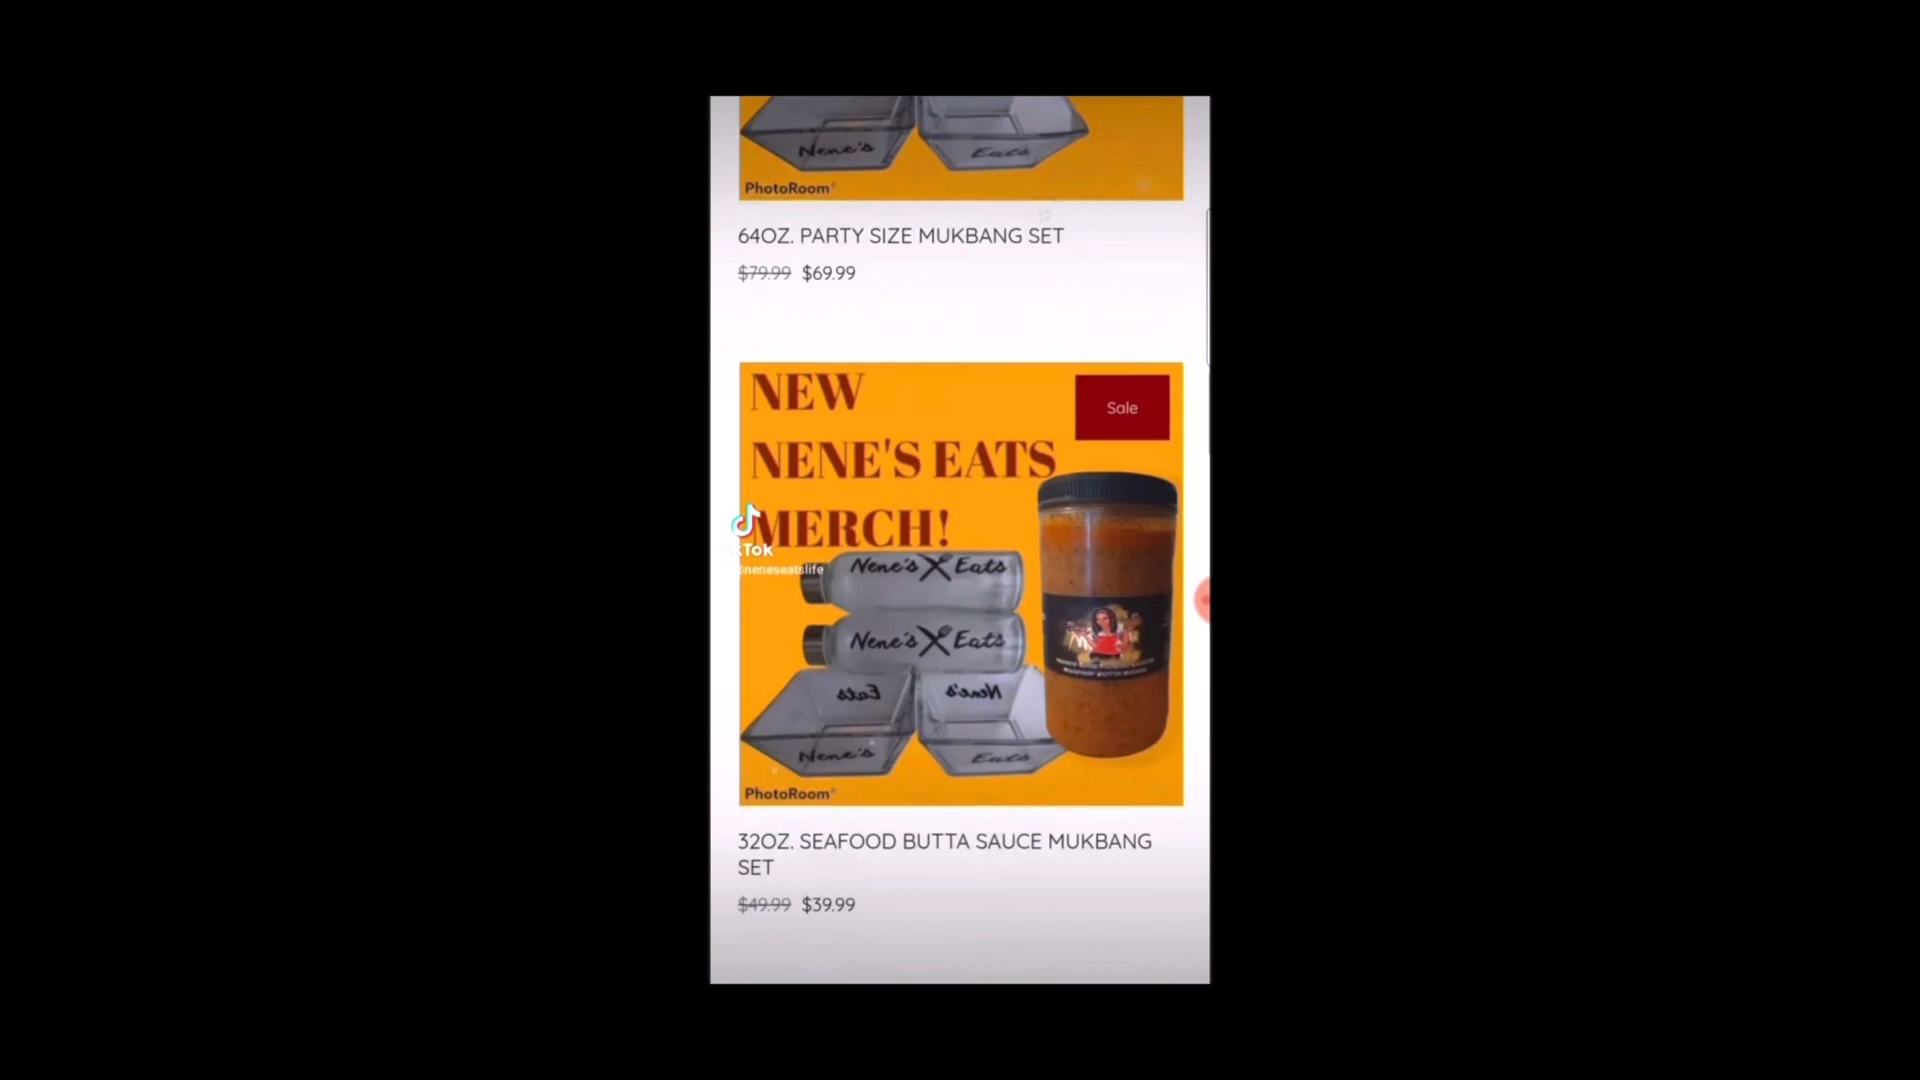 Nene's Eats
PhotoRoom
64OZ. PARTY SIZE MUKBANG SET
$79.99 $69.99
NEW
NENE'S EATS
MERCH!
Sale
TikTok
@neneseatslife
Nene's Eats
Nene's Eats
Eats Nene's
Nene's Eats
PhotoRoom
32OZ. SEAFOOD BUTTA SAUCE MUKBANG
SET
$49.99 $39.99